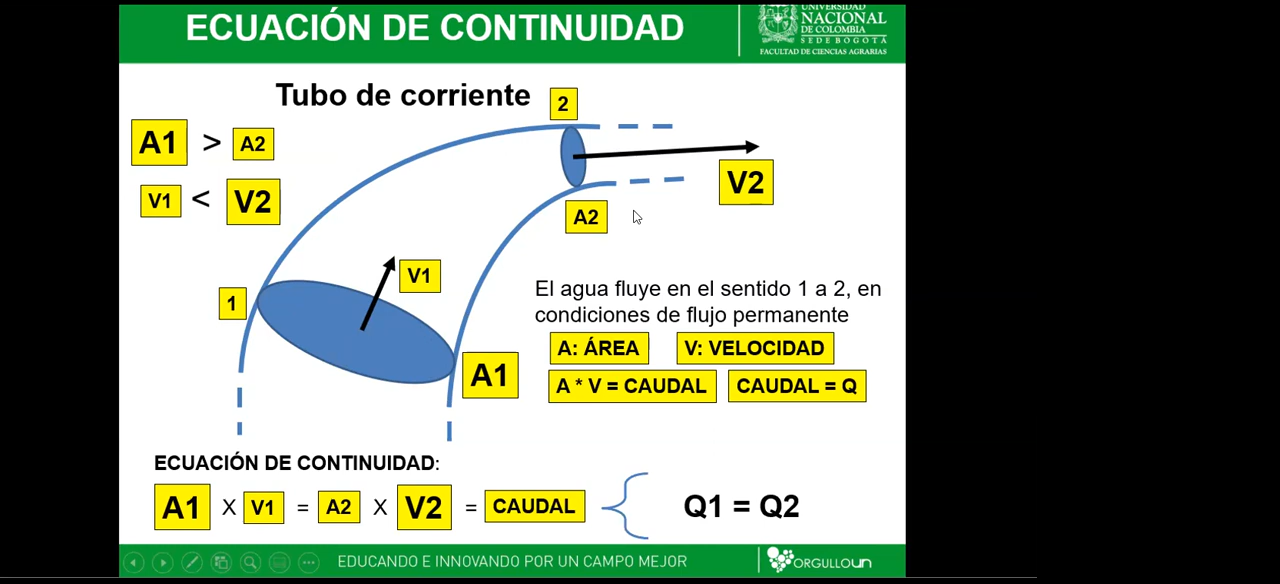 ECUACIÓN DE CONTINUIDAD
UNIVERSIDAD
NACIONAL
DE COLOMBIA
SEDE BOGOTÁ
FACULTAD DE CIENCIAS AGRARIAS
Tubo de corriente
2
A1 > A2
V1 < V2
V2
A2
V1
1
A1
El agua fluye en el sentido 1 a 2, en
condiciones de flujo permanente
A: ÁREA V: VELOCIDAD
A * V = CAUDAL CAUDAL = Q
ECUACIÓN DE CONTINUIDAD:
A1 X V1 = A2 X V2 = CAUDAL Q1 = Q2
EDUCANDO E INNOVANDO POR UN CAMPO MEJOR
ORGULLOUN